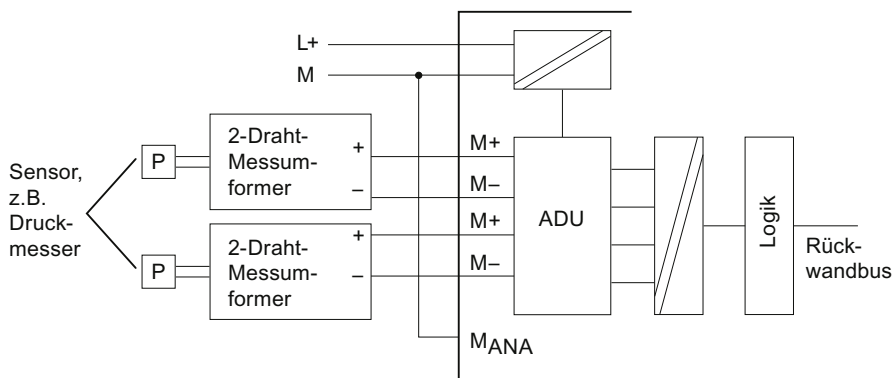 L+
M
Sensor,
z.B.
Druck-
messer
P
2-Draht-
Messum-
former
+
–
M+
M–
P
2-Draht-
Messum-
former
+
–
M+
M–
ADU
Logik
Rück-
wandbus
MANA